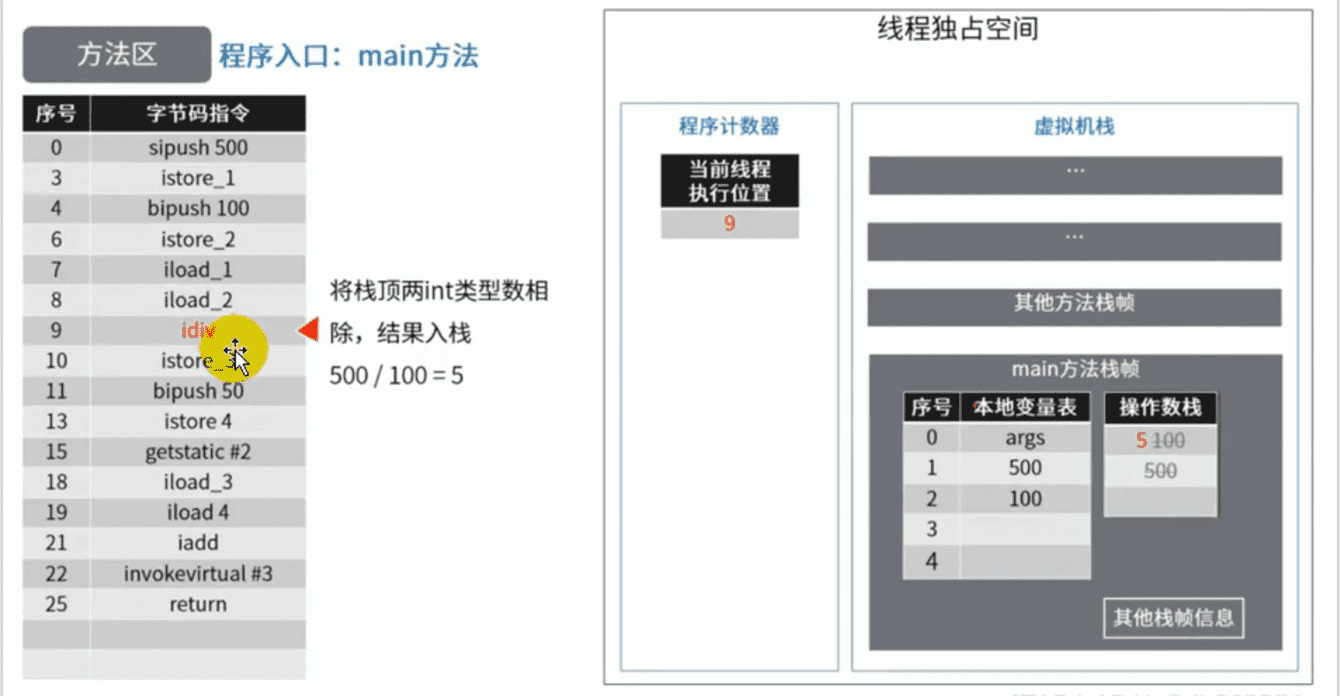 方法区 程序入口：main方法
序号 字节码指令
0 sipush 500
3 istore_1
4 bipush 100
6 istore_2
7 iload_1
8 iload_2
9 idiv
10 istore_3
11 bipush 50
13 istore 4
15 getstatic #2
18 iload_3
19 iload 4
21 iadd
22 invokevirtual #3
25 return
将栈顶两int类型数相
除，结果入栈
500 / 100 = 5
线程独占空间
程序计数器
当前线程
执行位置
9
虚拟机栈
...
...
其他方法栈帧
main方法栈帧
序号 本地变量表
0 args
1 500
2 100
3
4
操作数栈
5 100
500
其他栈帧信息